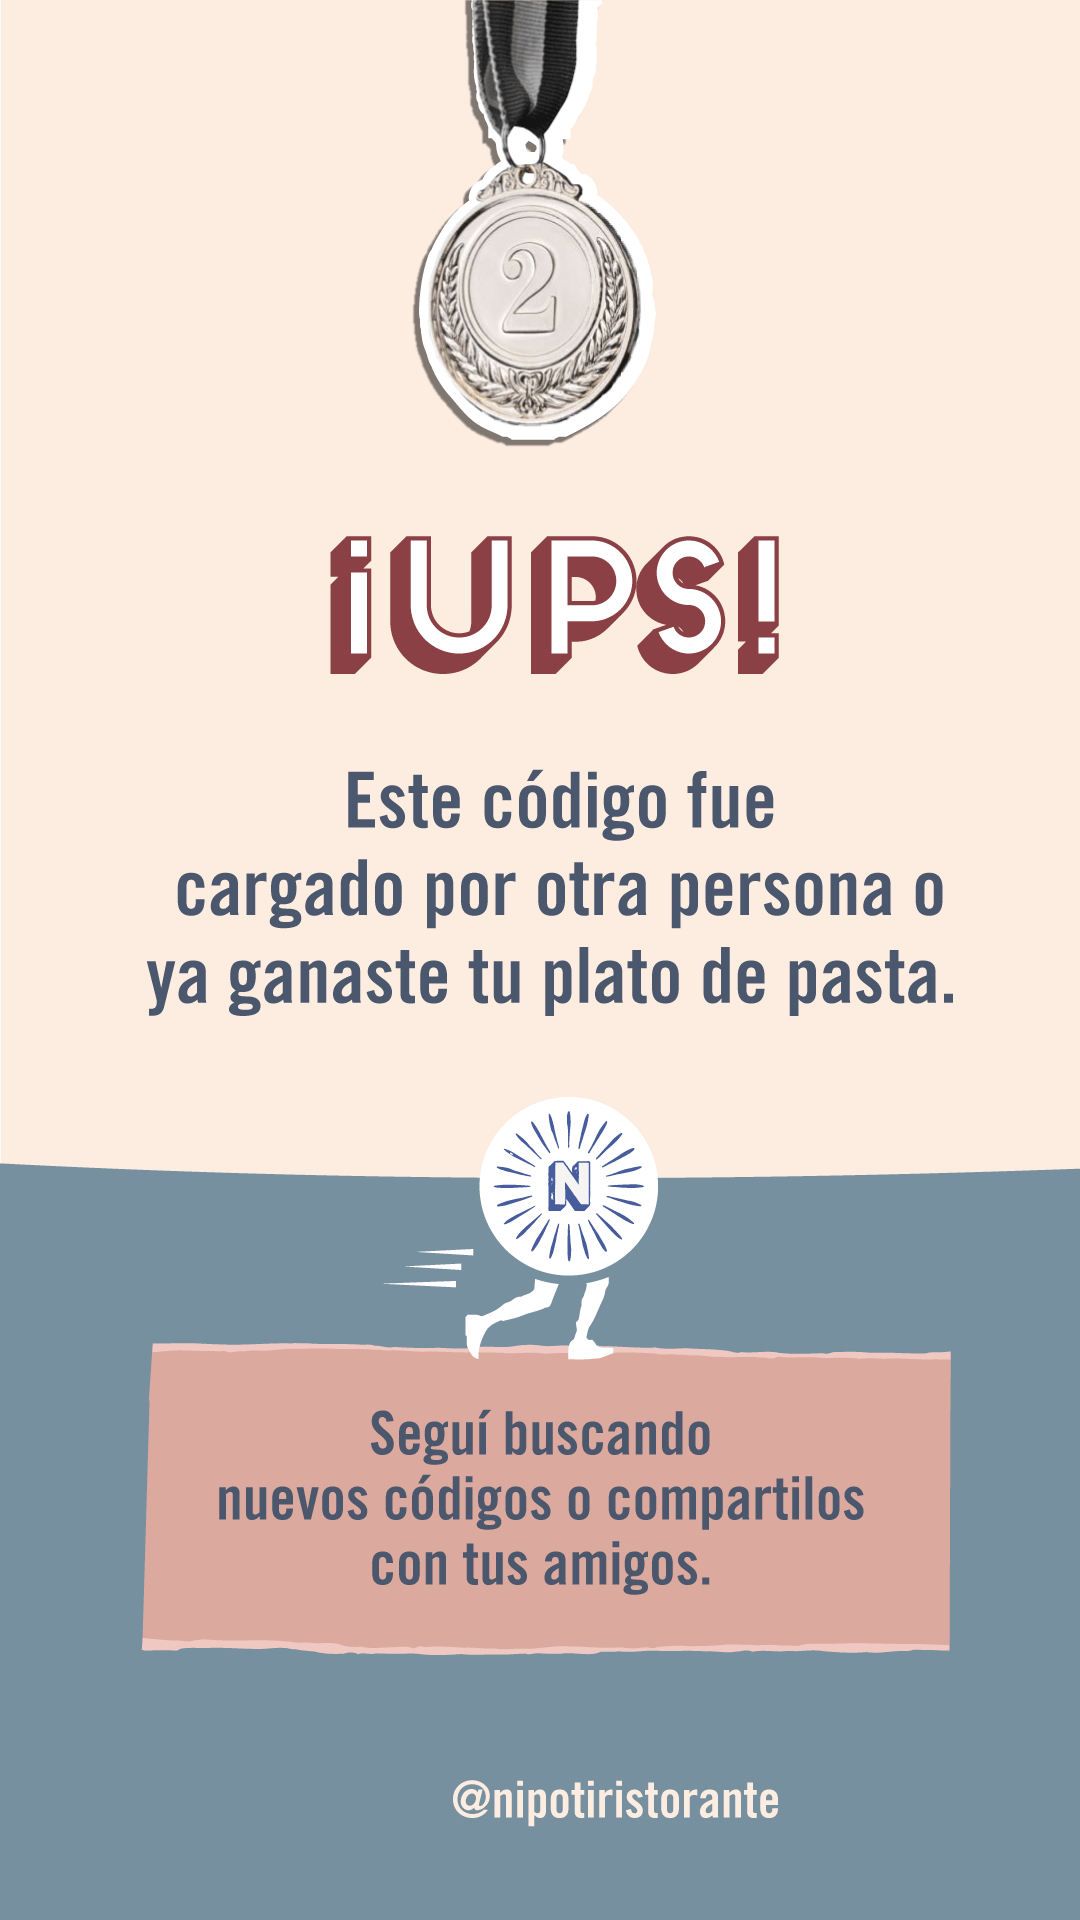 2
¡UPS!
Este código fue
cargado por otra persona o
ya ganaste tu plato de pasta.
N
Seguí buscando
nuevos códigos o compartilos
con tus amigos.
@nipotiristorante